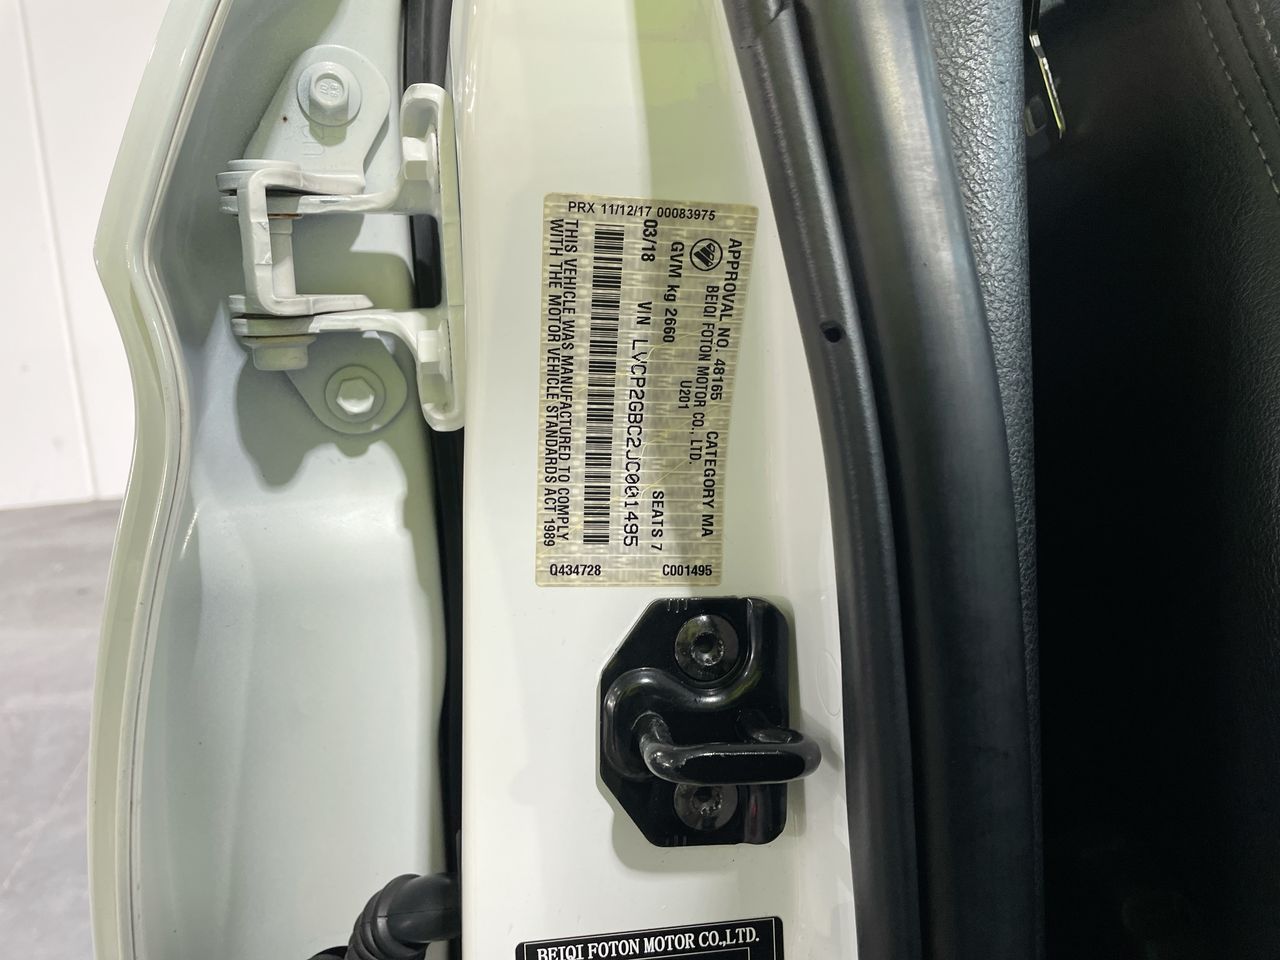 PRX 11/12/17 00083975
APPROVAL NO. 48165 CATEGORY MA
BEIQI FOTON MOTOR CO., LTD.
U201
GVM kg 2660 SEATS 7
03/18 VIN LVCP2GBC2JC001495
THIS VEHICLE WAS MANUFACTURED TO COMPLY
WITH THE MOTOR VEHICLE STANDARDS ACT 1989
Q434728 C001495
BEIQI FOTON MOTOR CO.,LTD.